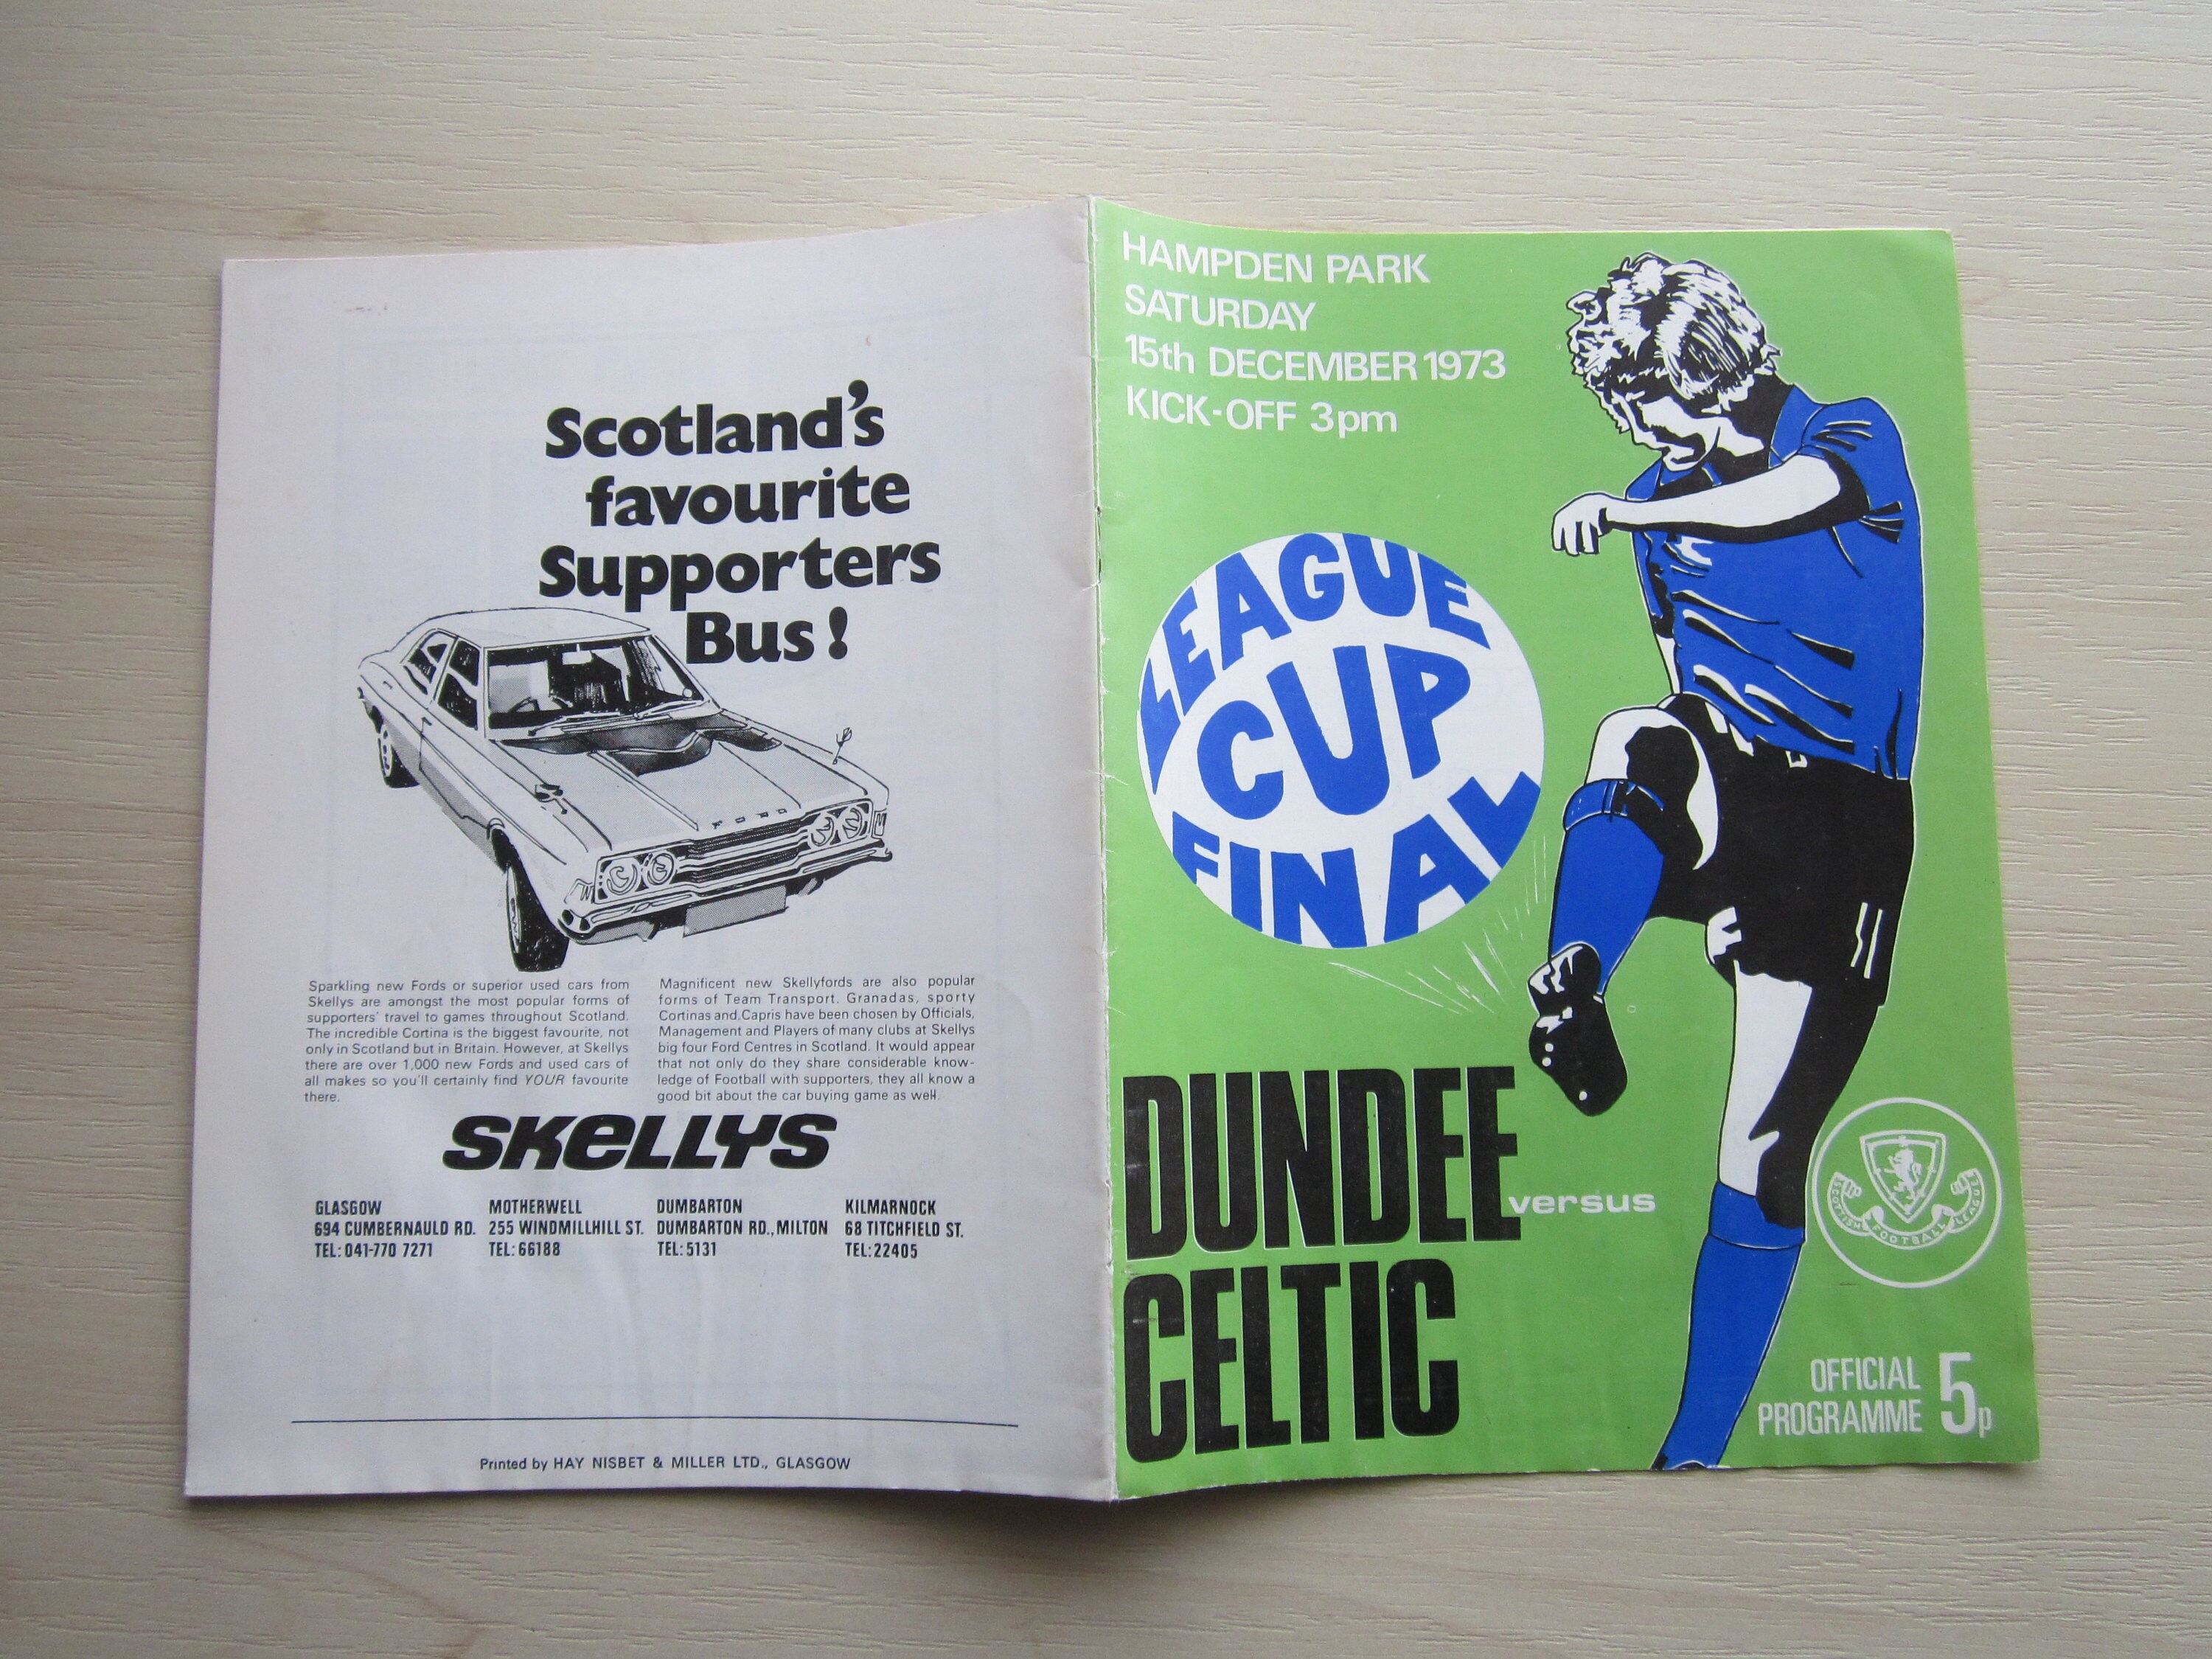 Scotland's
favourite
Supporters
Bus!
FORD
Sparkling new Fords or superior used cars from
Skellys are amongst the most popular forms of
supporters' travel to games throughout Scotland.
The incredible Cortina is the biggest favourite, not
only in Scotland but in Britain. However, at Skellys
there are over 1,000 new Fords and used cars of
all makes so you'll certainly find YOUR favourite
there.
Magnificent new Skellyfords are also popular
forms of Team Transport. Granadas, sporty
Cortinas and Capris have been chosen by Officials,
Management and Players of many clubs at Skellys
big four Ford Centres in Scotland. It would appear
that not only do they share considerable know-
ledge of Football with supporters, they all know a
good bit about the car buying game as well.
SKELLYS
GLASGOW
694 CUMBERNAULD RD.
TEL: 041-770 7271
MOTHERWELL
255 WINDMILLHILL ST.
TEL: 66188
DUMBARTON
DUMBARTON RD., MILTON
TEL: 5131
KILMARNOCK
68 TITCHFIELD ST.
TEL: 22405
Printed by HAY NISBET & MILLER LTD., GLASGOW
HAMPDEN PARK
SATURDAY
15th DECEMBER 1973
KICK-OFF 3pm
LEAGUE
CUP
FINAL
DUNDEE
versus
CELTIC
SCOTTISH FOOTBALL LEAGUE
OFFICIAL
PROGRAMME 5p